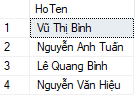 HoTen
1 Vũ Thị Bình
2 Nguyễn Anh Tuấn
3 Lê Quang Bình
4 Nguyễn Văn Hiệu